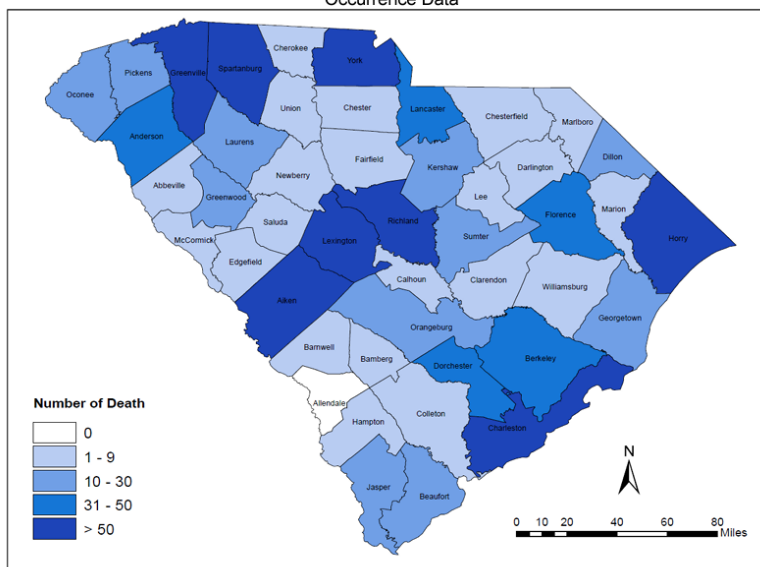 Occurrence Data
Cherokee
York
Spartanburg
Greenville
Pickens
Oconee
Union
Chester
Lancaster
Chesterfield
Marlboro
Anderson
Laurens
Fairfield
Kershaw
Darlington
Dillon
Abbeville
Greenwood
Newberry
Lee
Florence
Marion
Horry
Saluda
Richland
Sumter
McCormick
Edgefield
Lexington
Calhoun
Clarendon
Williamsburg
Aiken
Georgetown
Orangeburg
Barnwell
Bamberg
Dorchester
Berkeley
Allendale
Hampton
Colleton
Charleston
Jasper
Beaufort
Number of Death
0
1 - 9
10 - 30
31 - 50
> 50
N
0 5 10 20 40 60 80
Miles